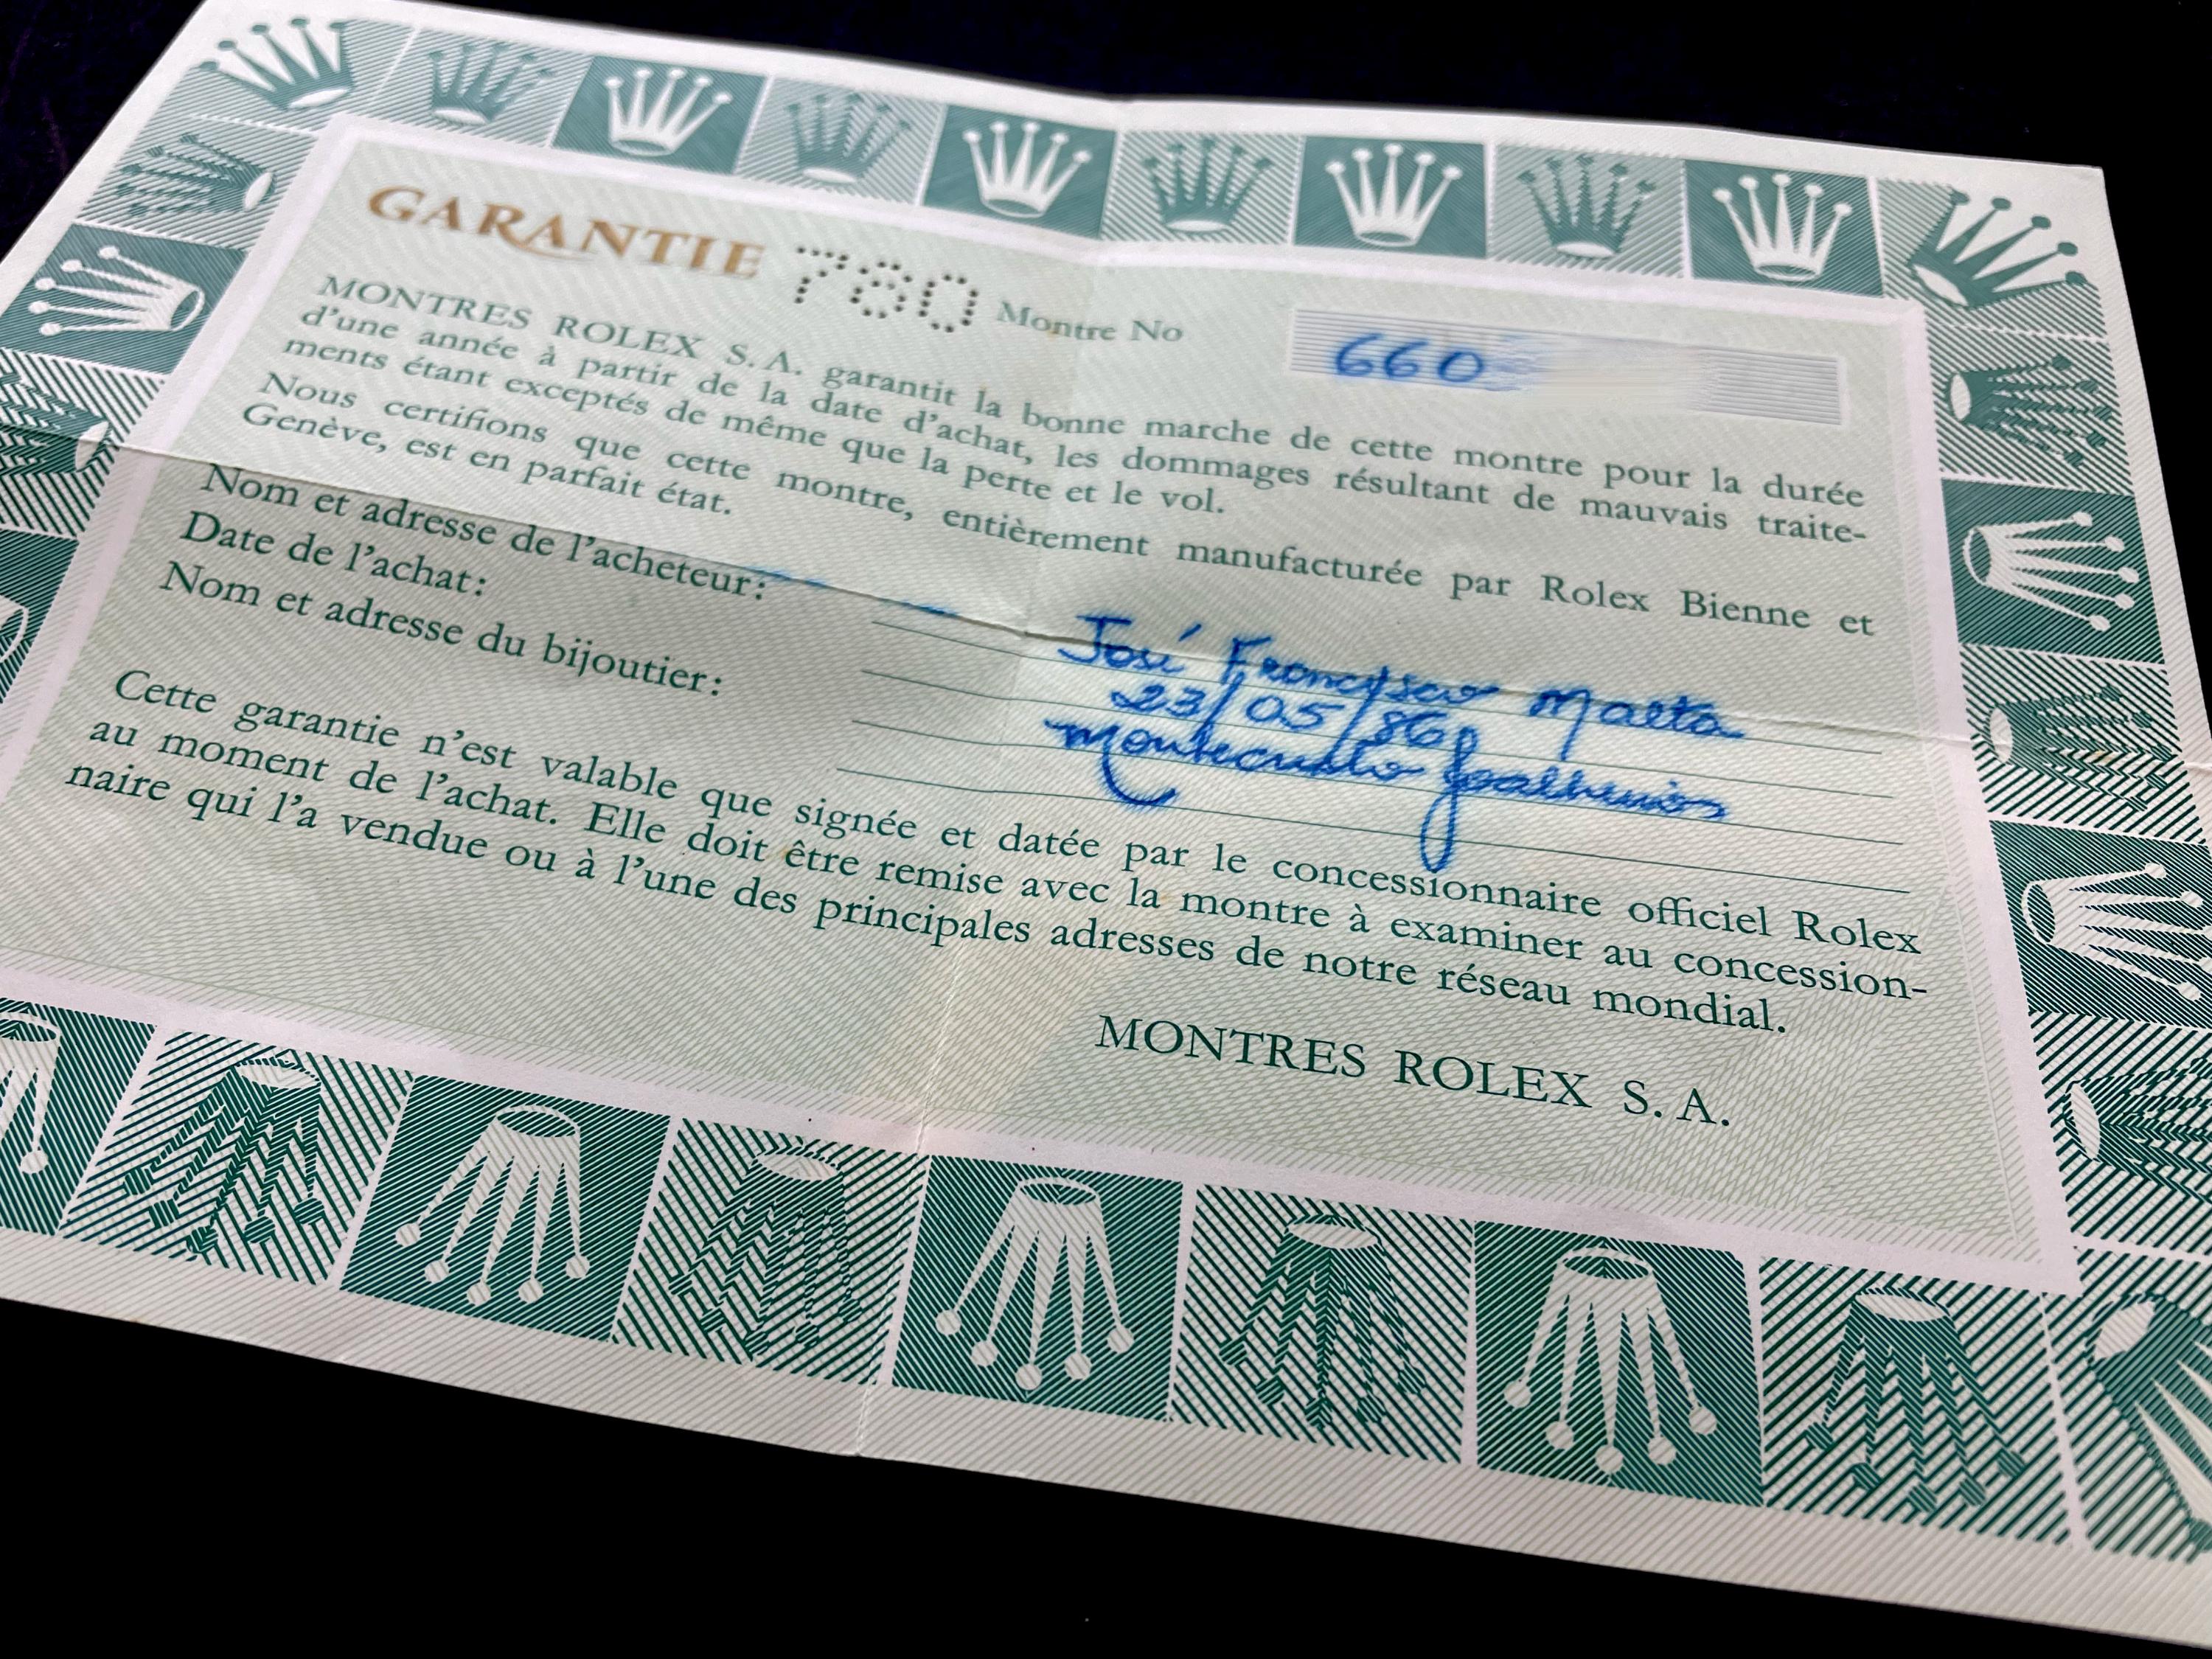 GARANTIE 780 Montre No 660
MONTRES ROLEX S.A. garantit la bonne marche de cette montre pour la durée
d'une année à partir de la date d'achat, les dommages résultant de mauvais traite-
ments étant exceptés de même que la perte et le vol.
Nous certifions que cette montre, entièrement manufacturée par Rolex Bienne et
Genève, est en parfait état.
Nom et adresse de l'acheteur: José Francysco Malta
Date de l'achat: 23/05/86
Nom et adresse du bijoutier:
Cette garantie n'est valable que signée et datée par le concessionnaire officiel Rolex
au moment de l'achat. Elle doit être remise avec la montre à examiner au concession-
naire qui l'a vendue ou à l'une des principales adresses de notre réseau mondial.
MONTRES ROLEX S.A.